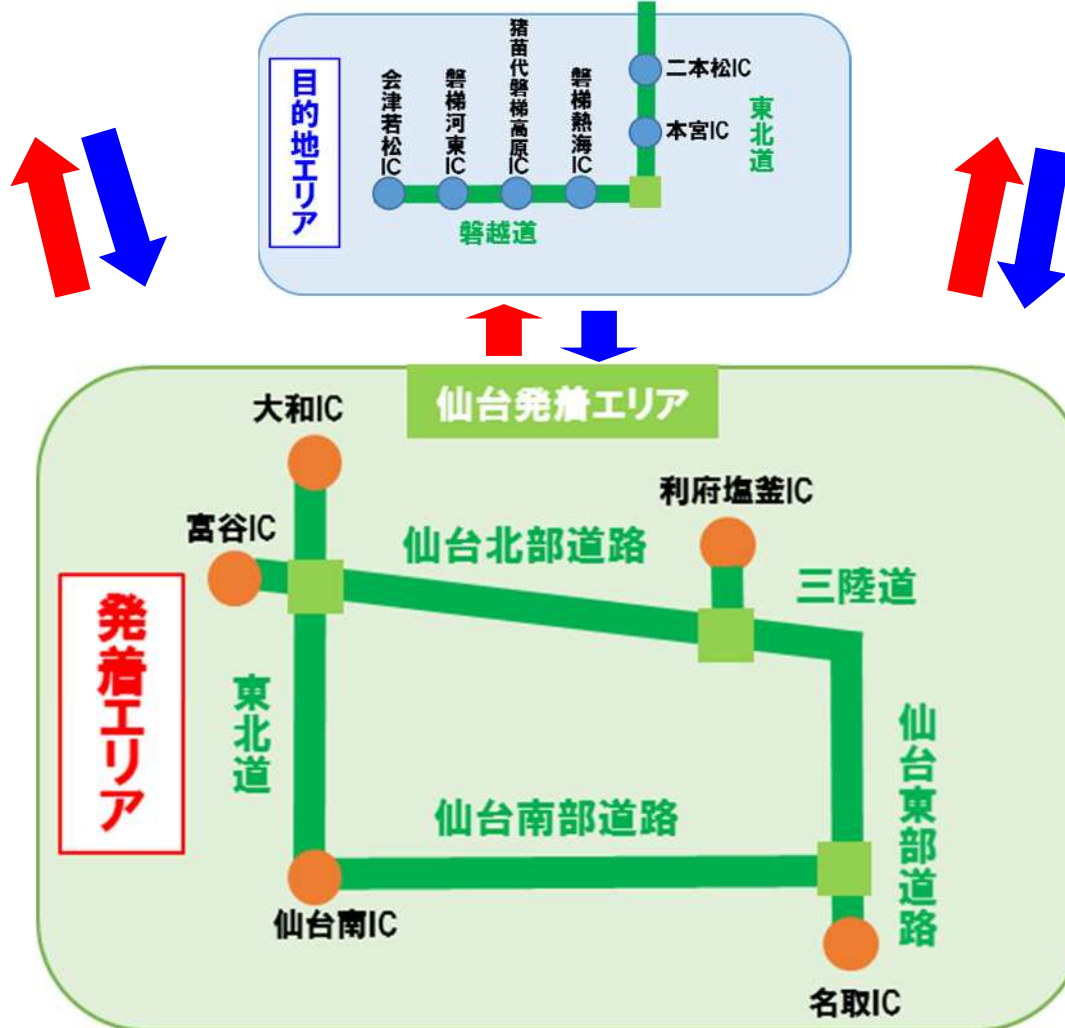 目的地エリア
会津若松IC
磐梯河東IC
猪苗代磐梯高原IC
磐梯熱海IC
二本松IC
本宮IC
東北道
磐越道
仙台発着エリア
大和IC
利府塩釜IC
富谷IC
仙台北部道路
三陸道
発着エリア
東北道
仙台東部道路
仙台南部道路
仙台南IC
名取IC